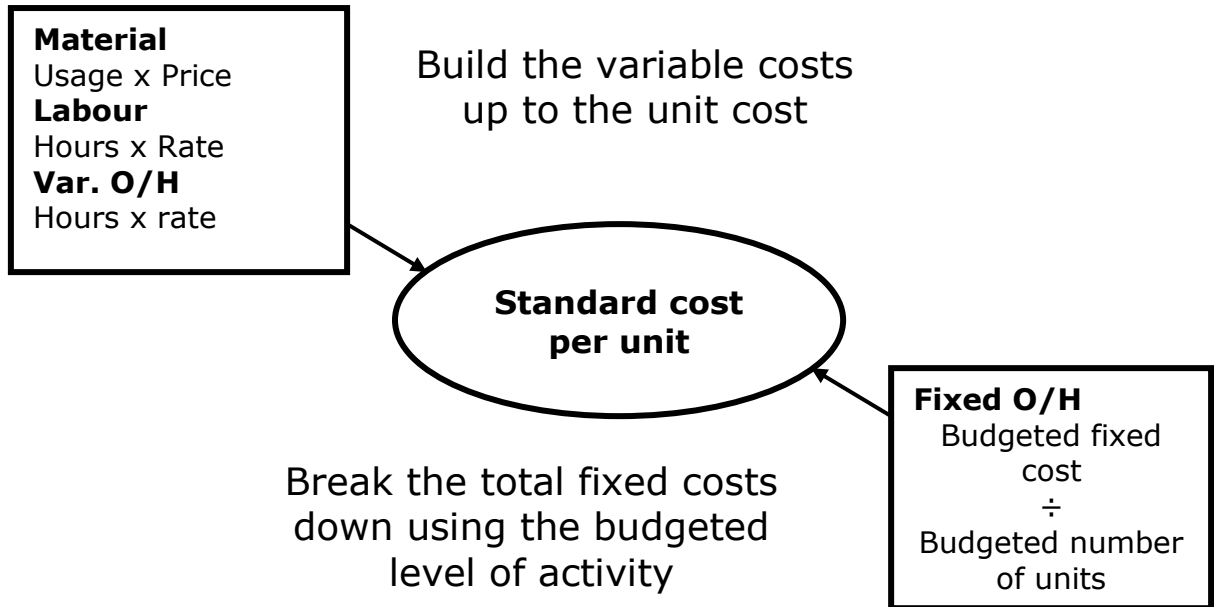 Material
Usage x Price
Labour
Hours x Rate
Var. O/H
Hours x rate
Build the variable costs
up to the unit cost
Standard cost
per unit
Break the total fixed costs
down using the budgeted
level of activity
Fixed O/H
Budgeted fixed
cost
÷
Budgeted number
of units